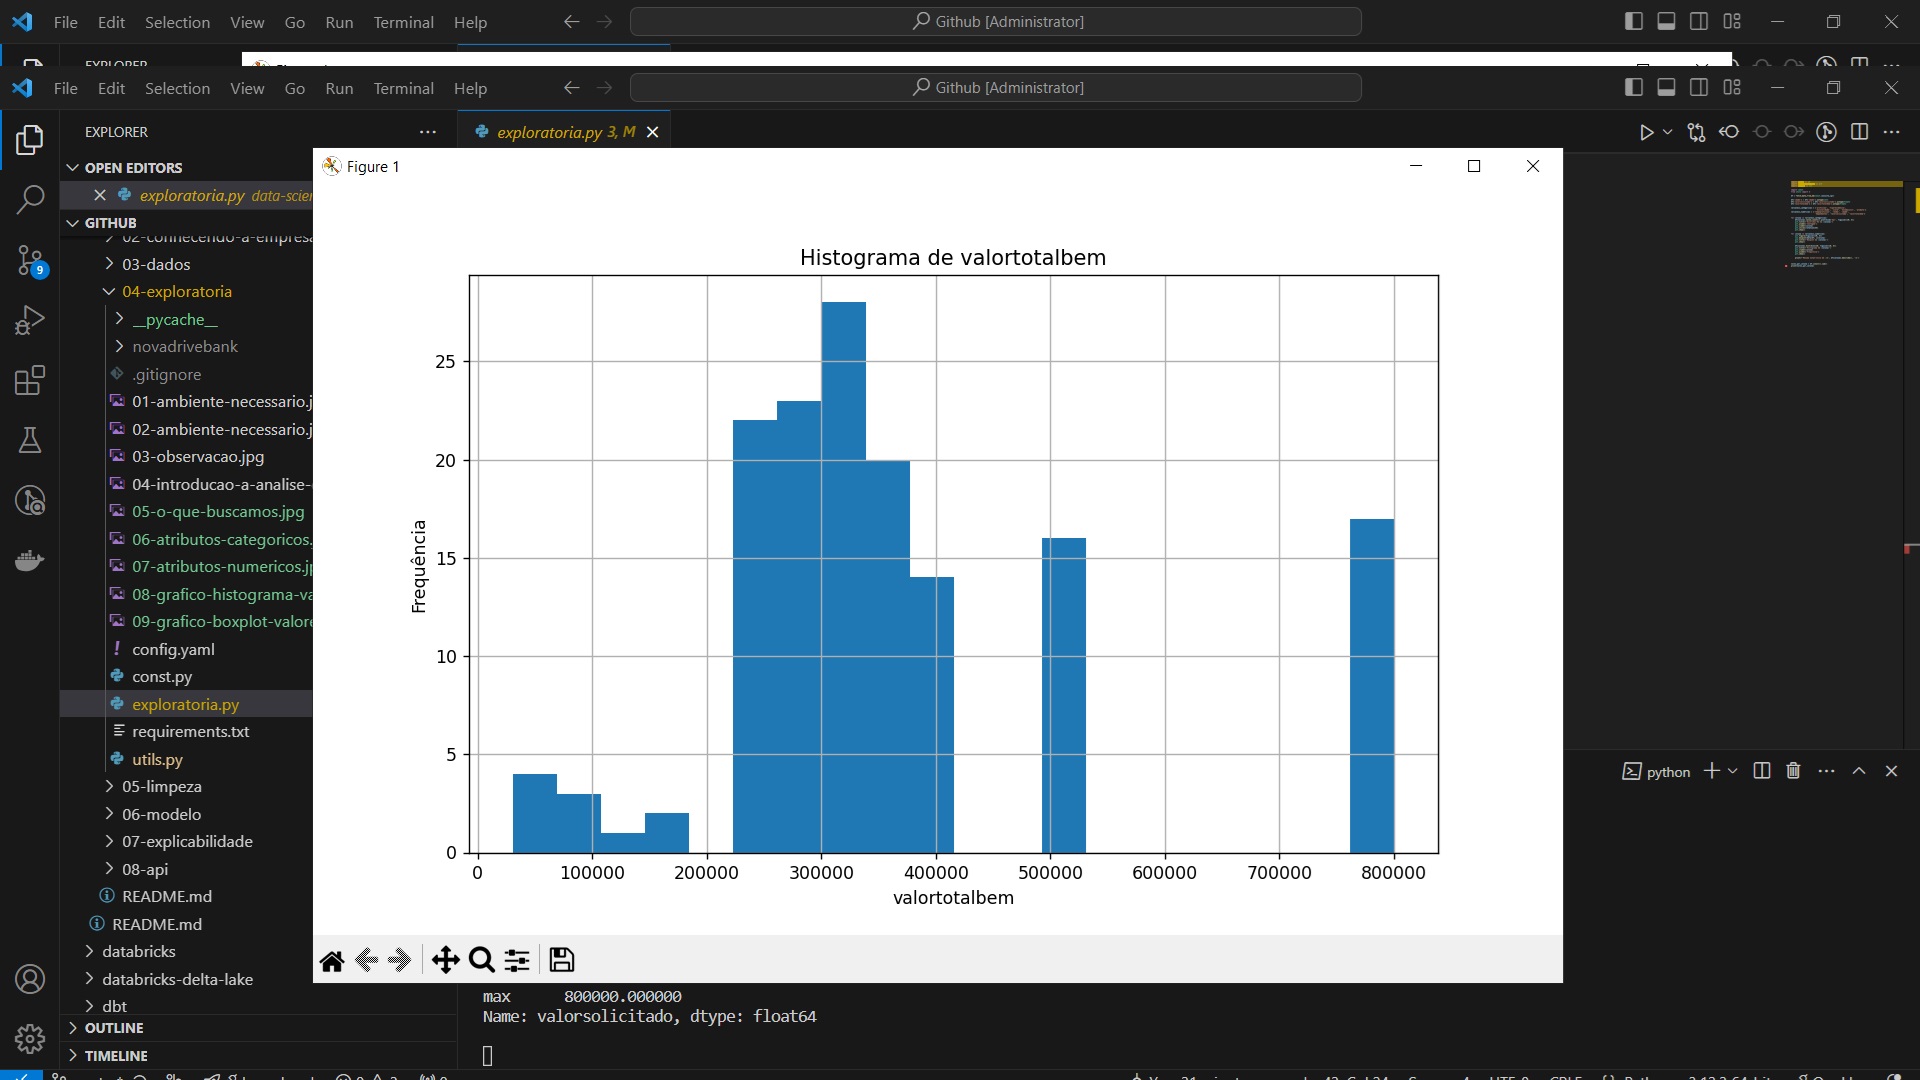 File Edit Selection View Go Run Terminal Help
Github [Administrator]
EXPLORER
File Edit Selection View Go Run Terminal Help
Github [Administrator]
EXPLORER
exploratoria.py 3, M
OPEN EDITORS
exploratoria.py data-scien
GITHUB
02-conhecendo-a-empresa
03-dados
04-exploratoria
__pycache__
novadrivebank
.gitignore
01-ambiente-necessario.j
02-ambiente-necessario.j
03-observacao.jpg
04-introducao-a-analise-
05-o-que-buscamos.jpg
06-atributos-categoricos.
07-atributos-numericos.jp
08-grafico-histograma-va
09-grafico-boxplot-valore
config.yaml
const.py
exploratoria.py
requirements.txt
utils.py
05-limpeza
06-modelo
07-explicabilidade
08-api
README.md
README.md
databricks
databricks-delta-lake
dbt
OUTLINE
TIMELINE
9
Figure 1
Histograma de valortotalbem
Frequência
25
20
15
10
5
0
0 100000 200000 300000 400000 500000 600000 700000 800000
valortotalbem
python
max 800000.000000
Name: valorsolicitado, dtype: float64